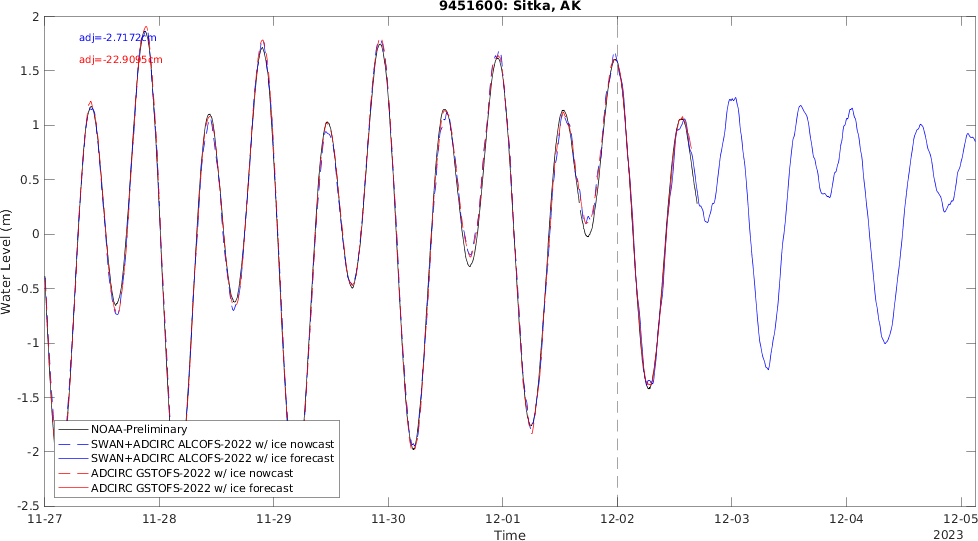 9451600: Sitka, AK
adj=-2.7172cm
adj=-22.9095cm
Water Level (m)
2
1.5
1
0.5
0
-0.5
-1
-1.5
-2
-2.5
NOAA-Preliminary
SWAN+ADCIRC ALCOFS-2022 w/ ice nowcast
SWAN+ADCIRC ALCOFS-2022 w/ ice forecast
ADCIRC GSTOFS-2022 w/ ice nowcast
ADCIRC GSTOFS-2022 w/ ice forecast
11-27 11-28 11-29 11-30 12-01 12-02 12-03 12-04 12-05
Time
2023